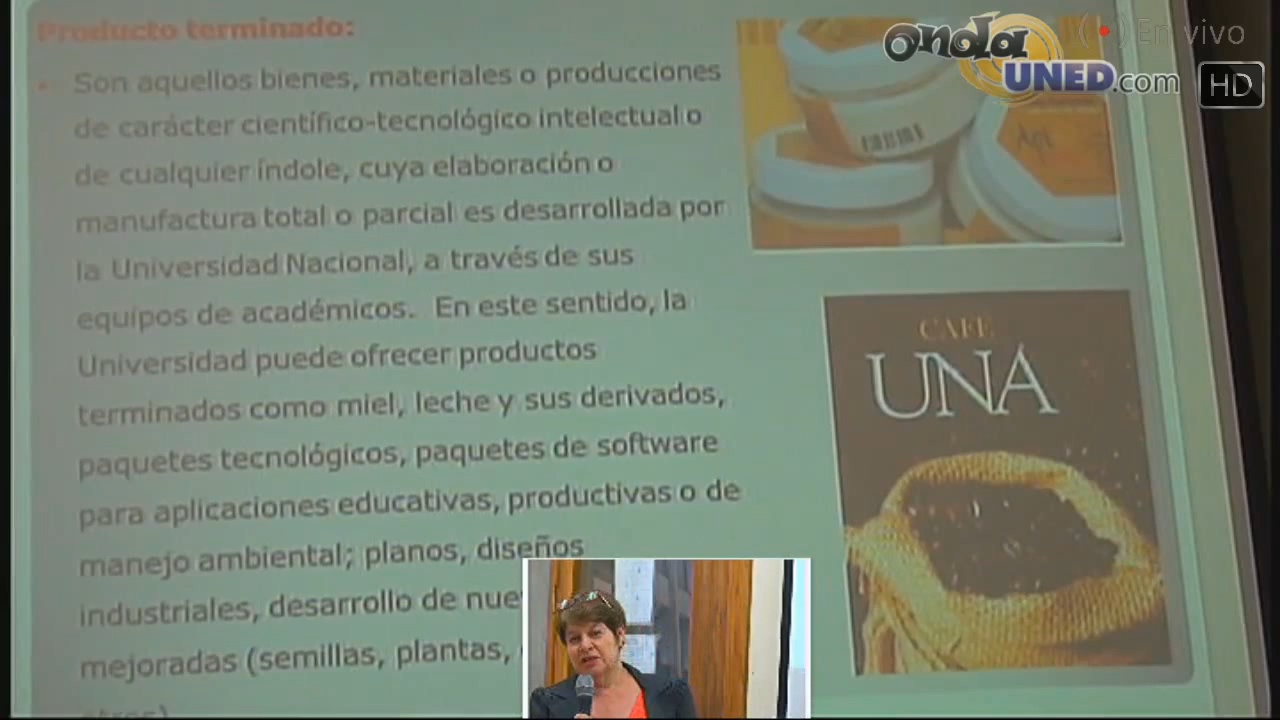 Producto terminado:
• Son aquellos bienes, materiales o producciones
de carácter científico-tecnológico intelectual o
de cualquier índole, cuya elaboración o
manufactura total o parcial es desarrollada por
la Universidad Nacional, a través de sus
equipos de académicos. En este sentido, la
Universidad puede ofrecer productos
terminados como miel, leche y sus derivados,
paquetes tecnológicos, paquetes de software
para aplicaciones educativas, productivas o de
manejo ambiental; planos, diseños
industriales, desarrollo de nue
mejoradas (semillas, plantas,
otros)
onda
UNED.com
En vivo
HD
CAFÉ
UNA